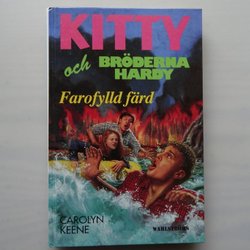 KITTY
och BRÖDERNA
HARDY
Farofylld färd
CAROLYN
KEENE
WAHLSTRÖMS